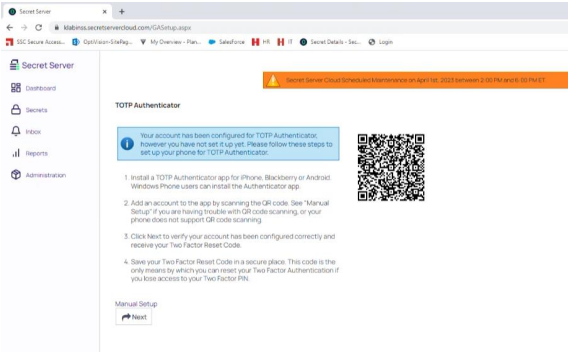 Secret Server
klabinss.secretservercloud.com/GASetup.aspx
SSC Secure Access... OptiVision-SitePag... My Overview - Plan... SalesForce HR IT Secret Details - Sec... Login
Secret Server
Secret Server Cloud Scheduled Maintenance on April 1st, 2023 between 2:00 PM and 6:00 PM ET
Dashboard
Secrets
Inbox
Reports
Administration
TOTP Authenticator
Your account has been configured for TOTP Authenticator,
however you have not set it up yet. Please follow these steps to
set up your phone for TOTP Authenticator.
1. Install a TOTP Authenticator app for iPhone, Blackberry or Android.
Windows Phone users can install the Authenticator app.
2. Add an account to the app by scanning the QR code. See "Manual
Setup" if you are having trouble with QR code scanning, or your
phone does not support QR code scanning.
3. Click Next to verify your account has been configured correctly and
receive your Two Factor Reset Code.
4. Save your Two Factor Reset Code in a secure place. This code is the
only means by which you can reset your Two Factor Authentication if
you lose access to your Two Factor PIN.
Manual Setup
Next